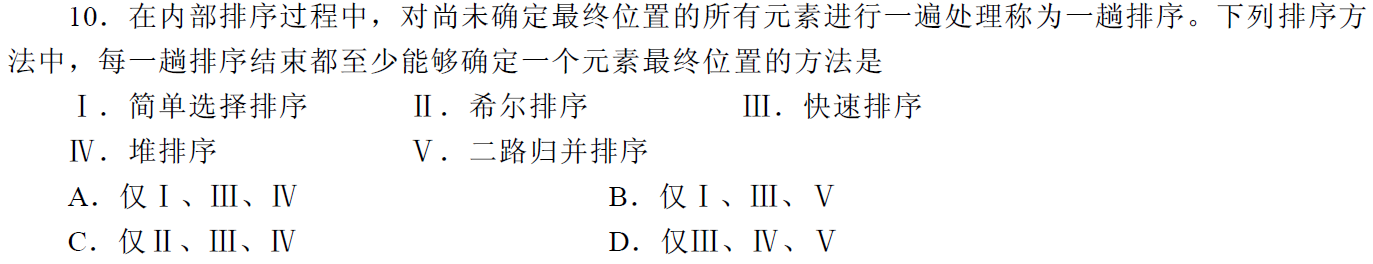 10．在内部排序过程中，对尚未确定最终位置的所有元素进行一遍处理称为一趟排序。下列排序方
法中，每一趟排序结束都至少能够确定一个元素最终位置的方法是
Ⅰ．简单选择排序 Ⅱ．希尔排序 Ⅲ．快速排序
Ⅳ．堆排序 Ⅴ．二路归并排序
A．仅Ⅰ、Ⅲ、Ⅳ B．仅Ⅰ、Ⅲ、Ⅴ
C．仅Ⅱ、Ⅲ、Ⅳ D．仅Ⅲ、Ⅳ、Ⅴ